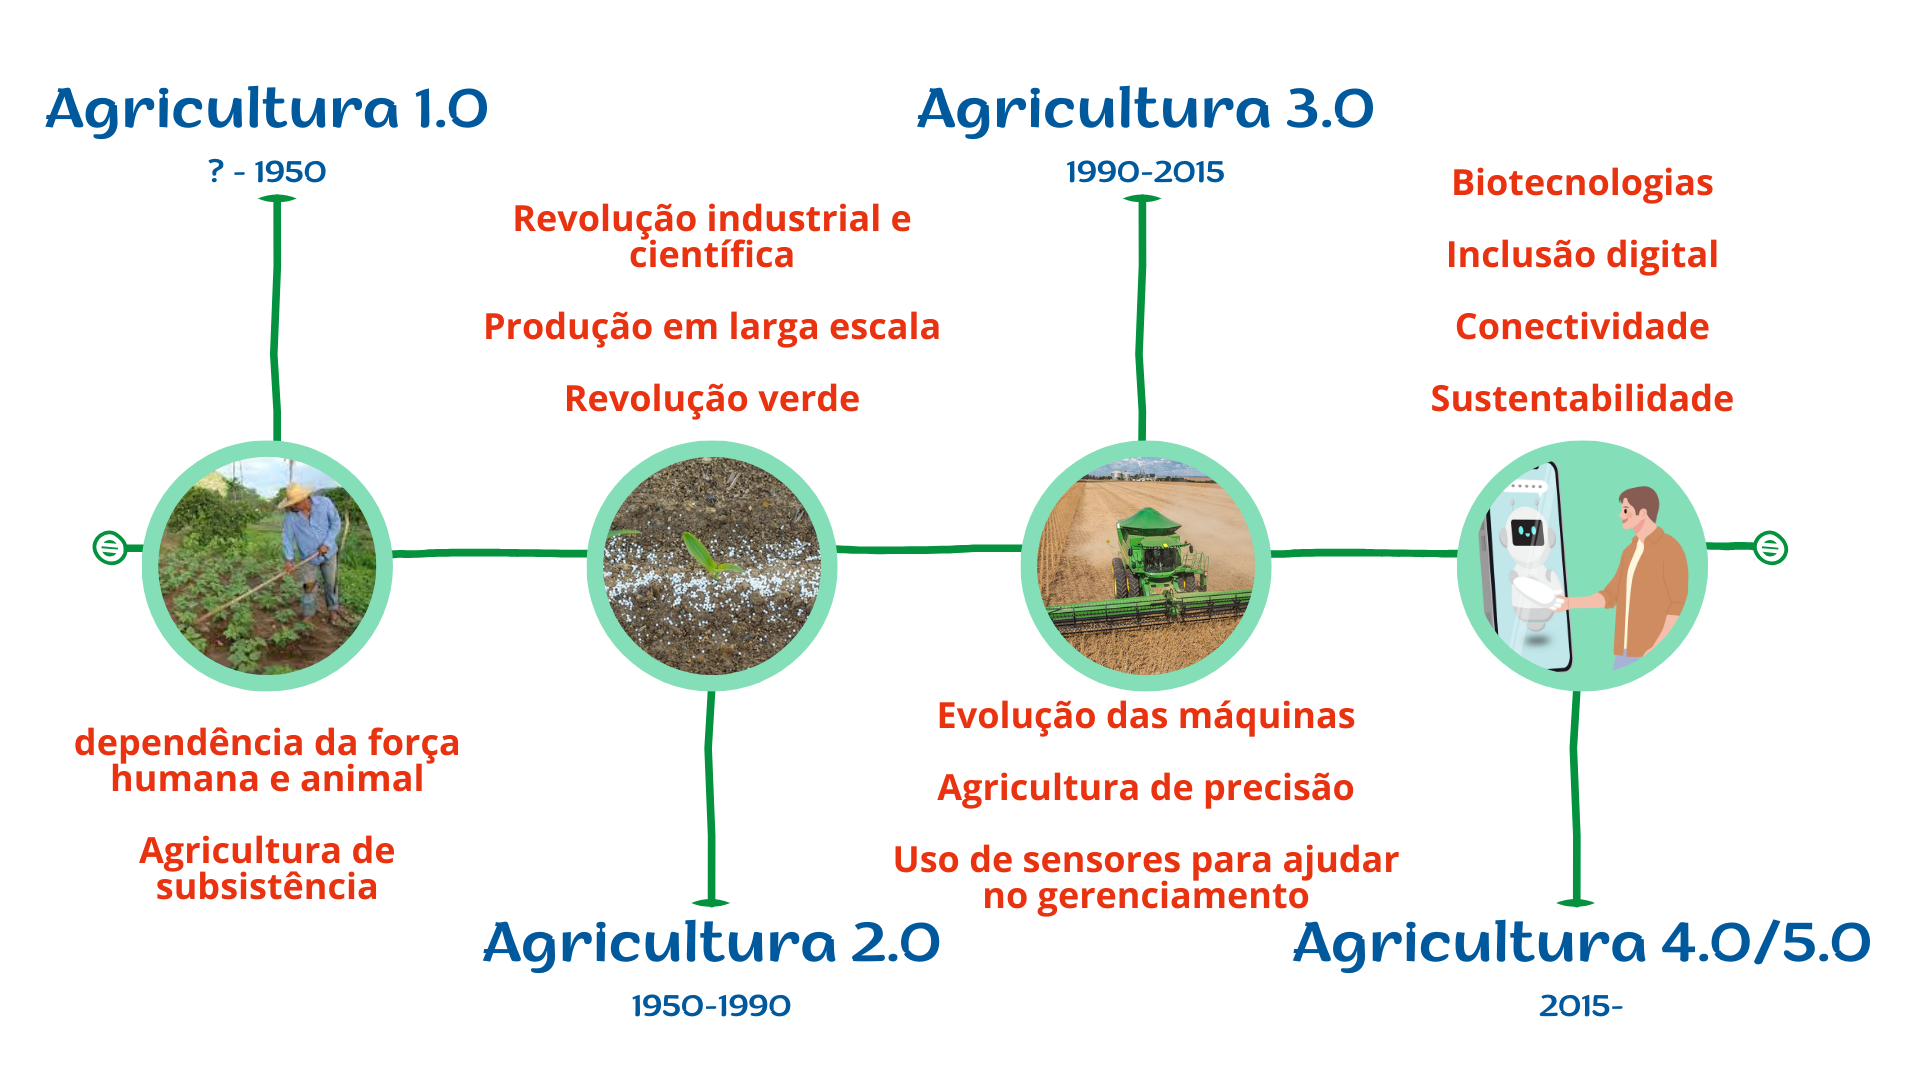 Agricultura 1.0
? - 1950
dependência da força
humana e animal
Agricultura de
subsistência
Revolução industrial e
científica
Produção em larga escala
Revolução verde
Agricultura 2.0
1950-1990
Agricultura 3.0
1990-2015
Evolução das máquinas
Agricultura de precisão
Uso de sensores para ajudar
no gerenciamento
Biotecnologias
Inclusão digital
Conectividade
Sustentabilidade
Agricultura 4.0/5.0
2015-